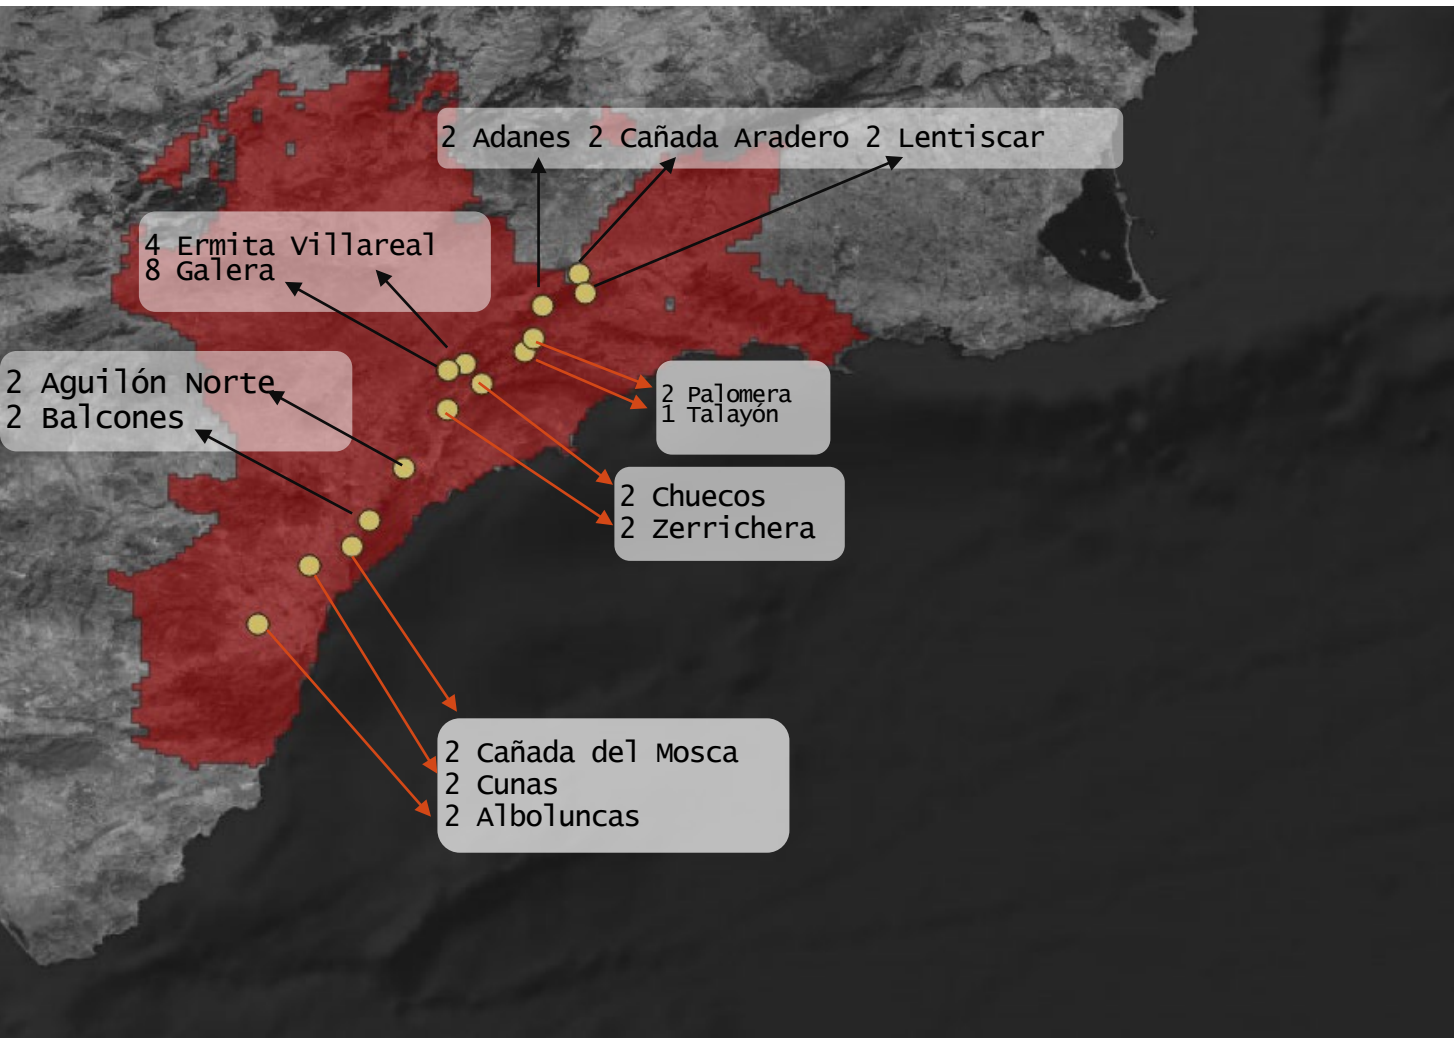 2 Adanes 2 Cañada Aradero 2 Lentiscar
4 Ermita Villareal
8 Galera
2 Aguilón Norte
2 Balcones
2 Palomera
1 Talayón
2 Chuecos
2 Zerrichera
2 Cañada del Mosca
2 Cunas
2 Alboluncas